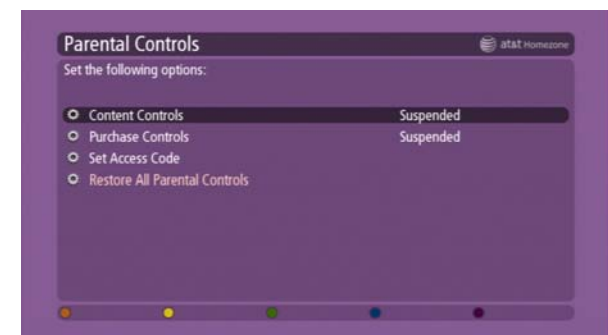 Parental Controls
at&t Homezone
Set the following options:
Content Controls Suspended
Purchase Controls Suspended
Set Access Code
Restore All Parental Controls